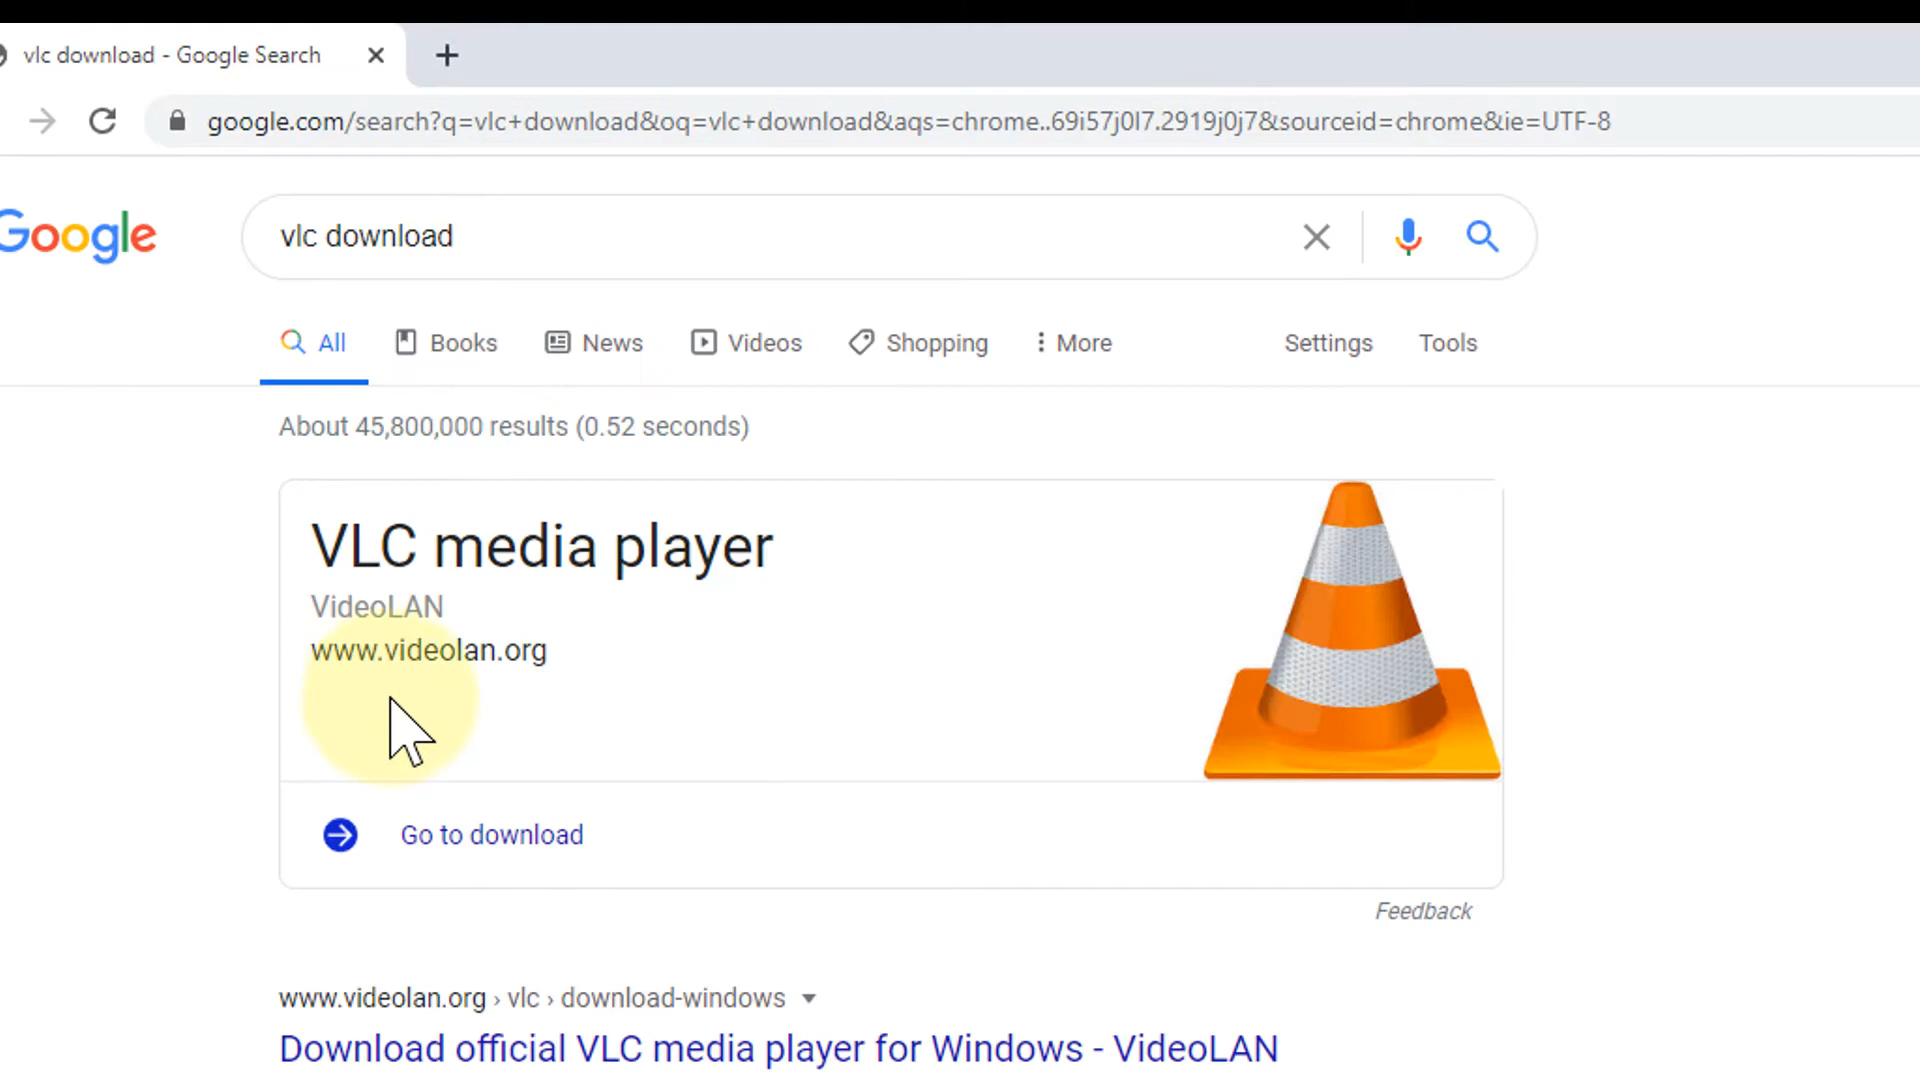 vlc download - Google Search
google.com/search?q=vlc+download&oq=vlc+download&aqs=chrome..69i57j0l7.2919j0j7&sourceid=chrome&ie=UTF-8
Google
vlc download
All Books News Videos Shopping More Settings Tools
About 45,800,000 results (0.52 seconds)
VLC media player
VideoLAN
www.videolan.org
Go to download
Feedback
www.videolan.org › vlc › download-windows
Download official VLC media player for Windows - VideoLAN